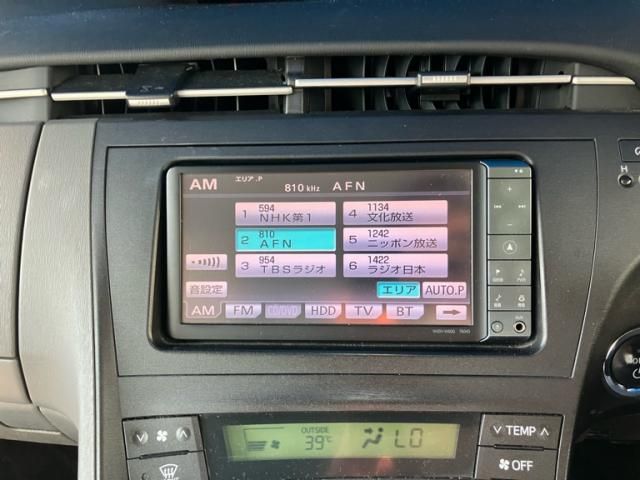 AM エリア.P 810 kHz AFN
1 594 NHK第1
2 810 AFN
3 954 TBSラジオ
4 1134 文化放送
5 1242 ニッポン放送
6 1422 ラジオ日本
音設定 エリア AUTO.P
AM FM CD/DVD HDD TV BT
OUTSIDE 39℃ LO
TEMP
OFF
H